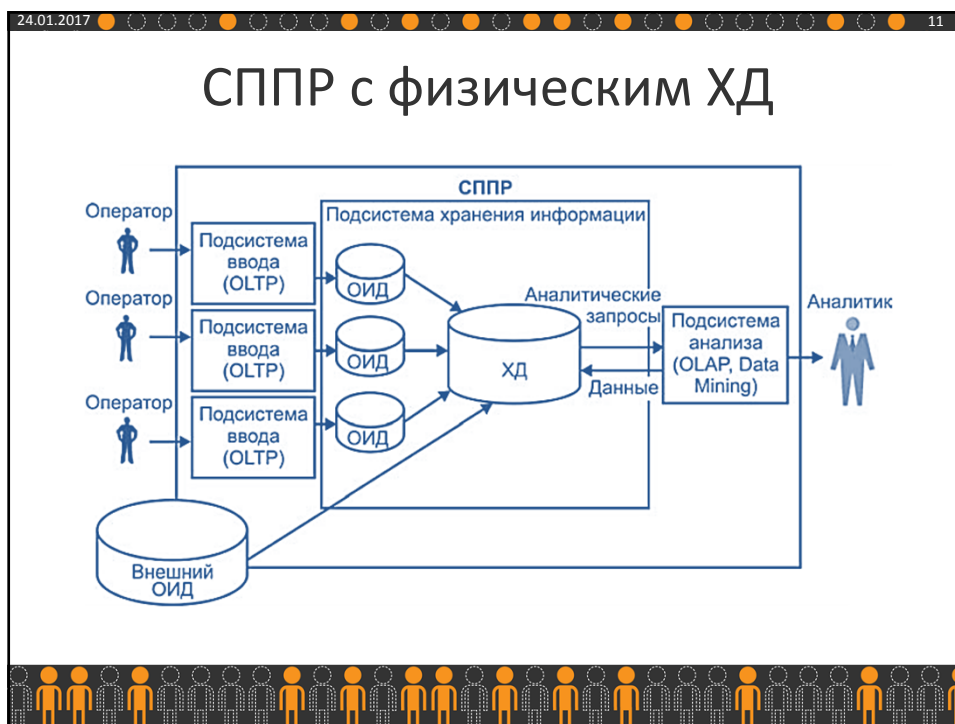 24.01.2017
11
СППР с физическим ХД
СППР
Подсистема хранения информации
Оператор
Подсистема
ввода
(OLTP)
ОИД
Оператор
Подсистема
ввода
(OLTP)
ОИД
Оператор
Подсистема
ввода
(OLTP)
ОИД
ХД
Аналитические
запросы
Данные
Подсистема
анализа
(OLAP, Data
Mining)
Аналитик
Внешний
ОИД